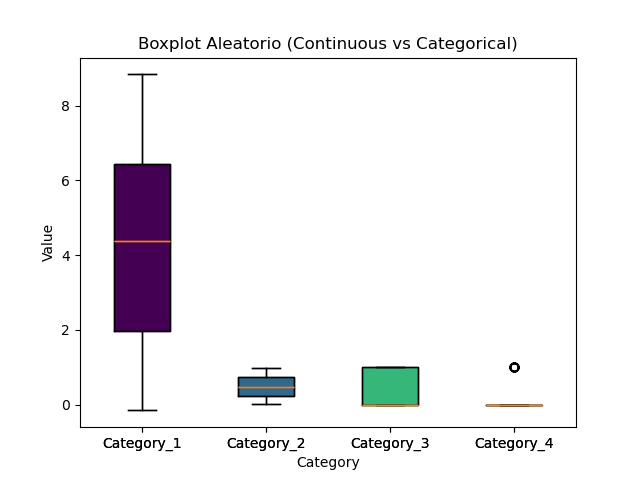 Boxplot Aleatorio (Continuous vs Categorical)
Value
8
6
4
2
0
Category_1 Category_2 Category_3 Category_4
Category